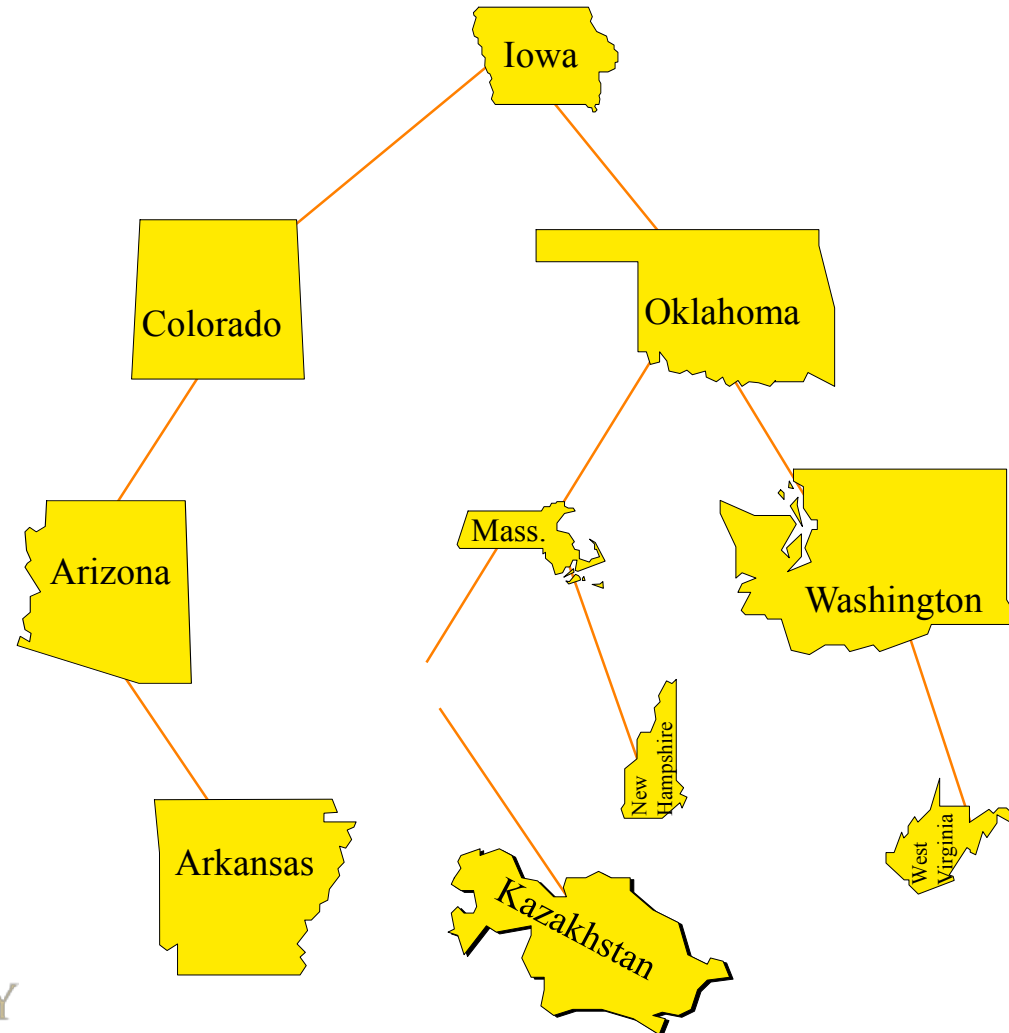 Iowa
Colorado
Oklahoma
Mass.
Arizona
Washington
New
Hampshire
West
Virginia
Arkansas
Kazakhstan
Y